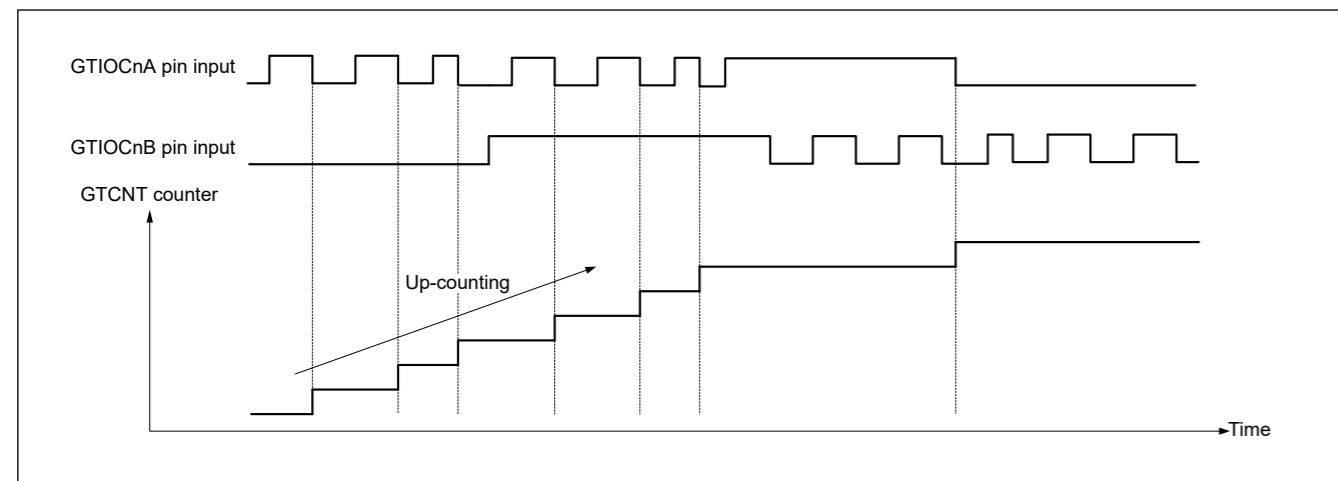 GTIOCnA pin input
GTIOCnB pin input
GTCNT counter
Up-counting
Time